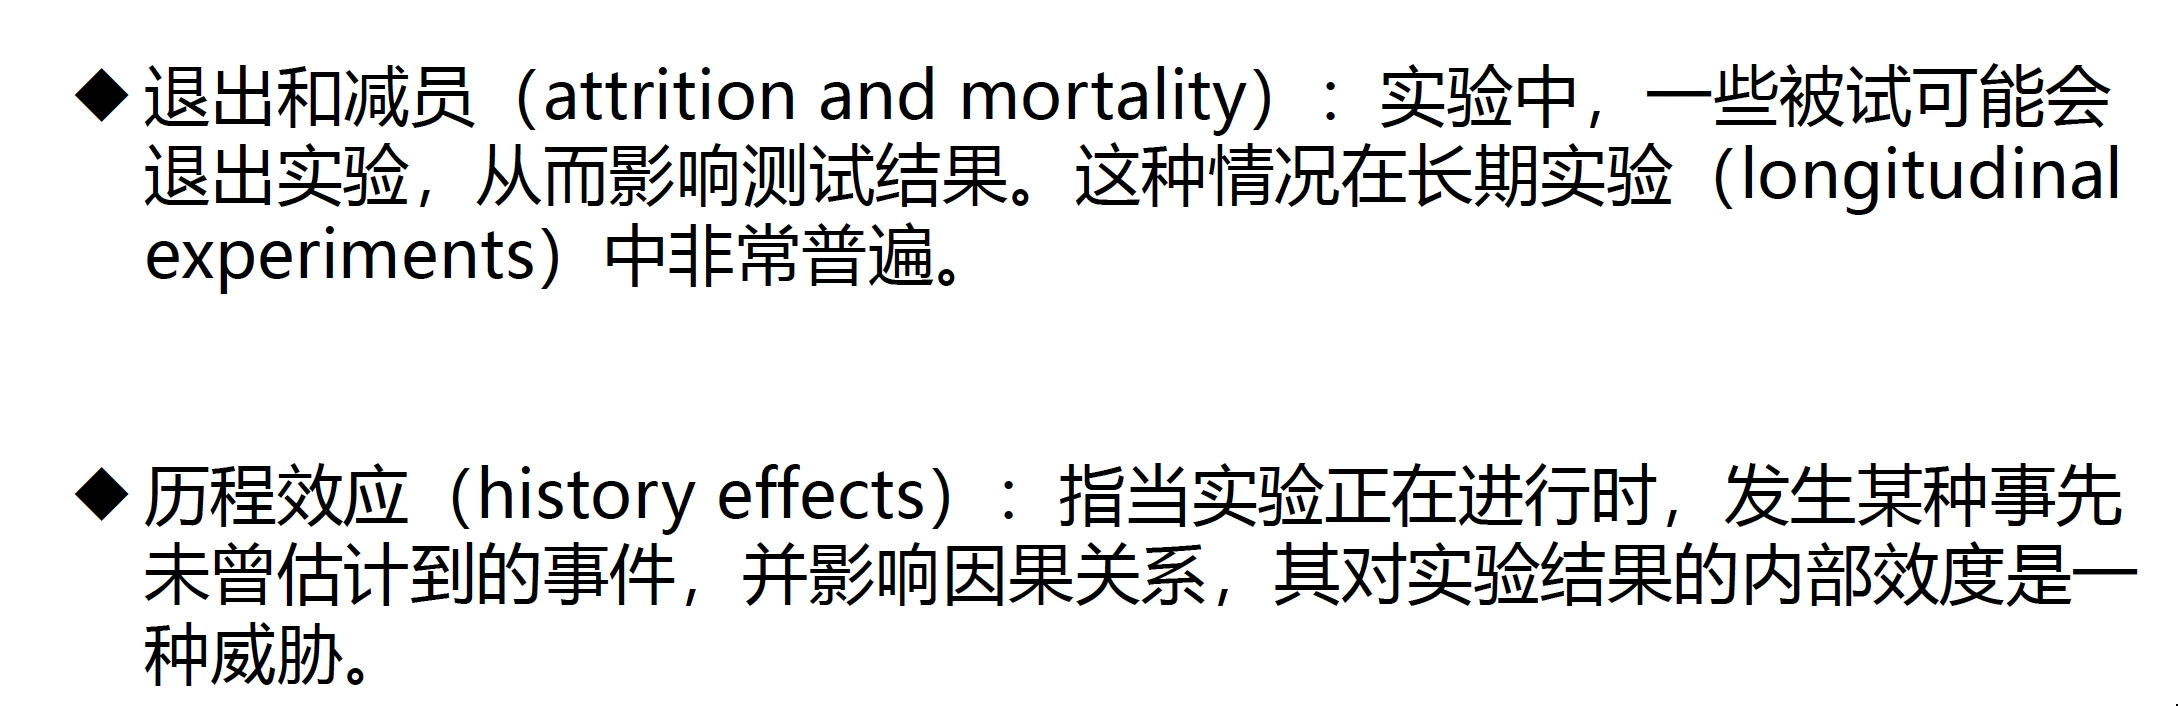 ◆ 退出和减员（attrition and mortality）：实验中，一些被试可能会
退出实验，从而影响测试结果。这种情况在长期实验（longitudinal
experiments）中非常普遍。
◆ 历程效应（history effects）：指当实验正在进行时，发生某种事先
未曾估计到的事件，并影响因果关系，其对实验结果的内部效度是一
种威胁。